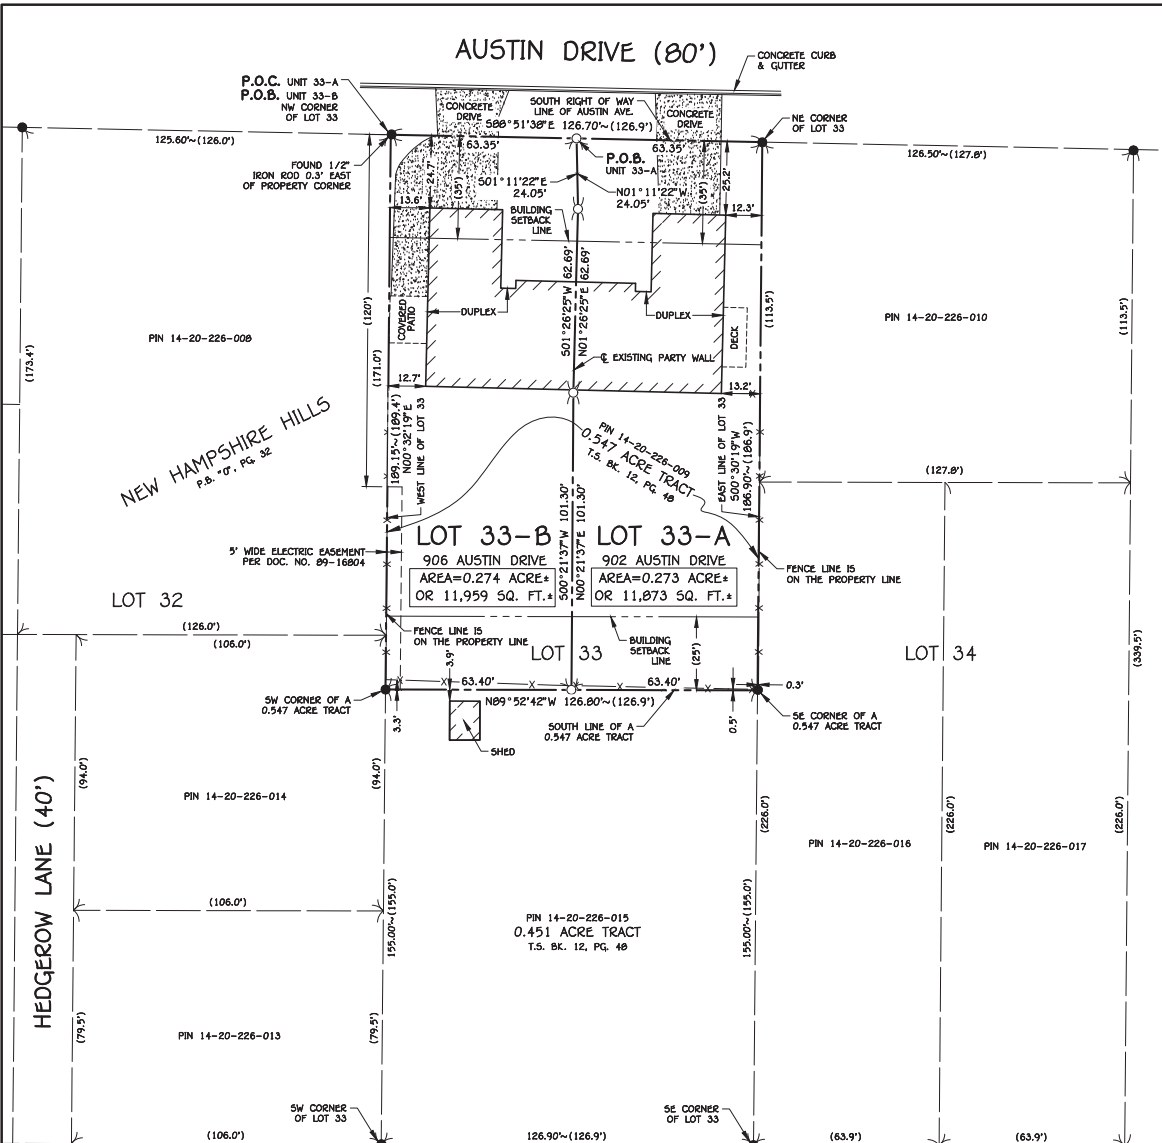 AUSTIN DRIVE (80')
CONCRETE CURB
& GUTTER
P.O.C. UNIT 33-A
P.O.B. UNIT 33-B
NW CORNER
OF LOT 33
CONCRETE
DRIVE
SOUTH RIGHT OF WAY
LINE OF AUSTIN AVE.
CONCRETE
DRIVE
NE CORNER
OF LOT 33
125.60'~(126.0')
S88°51'38"E 126.70'~(126.9')
63.35'
63.35'
126.50'~(127.8')
FOUND 1/2"
IRON ROD 0.3' EAST
OF PROPERTY CORNER
P.O.B.
UNIT 33-A
24.7'
(35')
S01°11'22"E
24.05'
N01°11'22"W
24.05'
(35')
25.2'
13.6'
12.3'
BUILDING
SETBACK
LINE
S01°26'25"W 62.69'
N01°26'25"E 62.69'
(173.4')
PIN 14-20-226-008
(120')
(171.0')
COVERED
PATIO
DUPLEX
DUPLEX
DECK
(113.5')
PIN 14-20-226-010
(113.5')
℄ EXISTING PARTY WALL
12.7'
13.2'
NEW HAMPSHIRE HILLS
P.B. "O", PG. 32
189.15'~(189.4')
N00°32'19"E
WEST LINE OF LOT 33
PIN 14-20-226-009
0.547 ACRE TRACT
T.S. BK. 12, PG. 48
EAST LINE OF LOT 33
S00°30'19"W
186.90'~(186.9')
(127.8')
S00°21'37"W 101.30'
N00°21'37"E 101.30'
LOT 33-B
906 AUSTIN DRIVE
AREA=0.274 ACRE±
OR 11,959 SQ. FT.±
LOT 33-A
902 AUSTIN DRIVE
AREA=0.273 ACRE±
OR 11,873 SQ. FT.±
5' WIDE ELECTRIC EASEMENT
PER DOC. NO. 89-16804
FENCE LINE IS
ON THE PROPERTY LINE
LOT 32
(126.0')
(106.0')
FENCE LINE IS
ON THE PROPERTY LINE
3.9'
LOT 33
BUILDING
SETBACK
LINE
(25')
LOT 34
(339.5')
63.40'
63.40'
0.3'
SW CORNER OF A
0.547 ACRE TRACT
N89°52'42"W 126.80'~(126.9')
3.3'
SHED
SOUTH LINE OF A
0.547 ACRE TRACT
0.5'
SE CORNER OF A
0.547 ACRE TRACT
HEDGEROW LANE (40')
(94.0')
PIN 14-20-226-014
(94.0')
(226.0')
PIN 14-20-226-016
(226.0')
PIN 14-20-226-017
(226.0')
(106.0')
155.00'~(155.0')
PIN 14-20-226-015
0.451 ACRE TRACT
T.S. BK. 12, PG. 48
155.00'~(155.0')
(79.5')
PIN 14-20-226-013
(79.5')
SW CORNER
OF LOT 33
SE CORNER
OF LOT 33
(106.0')
126.90'~(126.9')
(63.9')
(63.9')